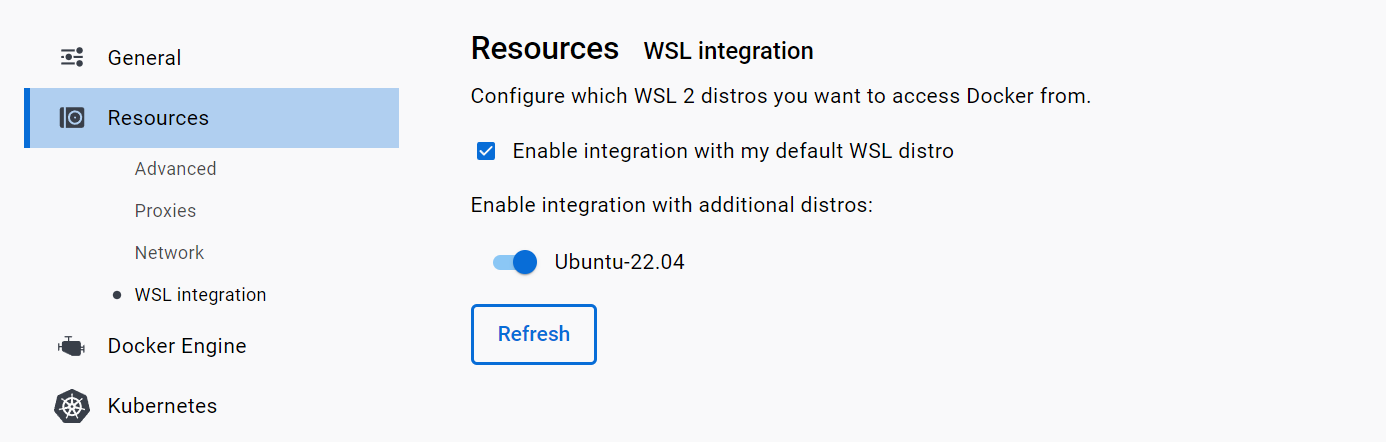 General
Resources
Advanced
Proxies
Network
WSL integration
Docker Engine
Kubernetes
Resources WSL integration
Configure which WSL 2 distros you want to access Docker from.
Enable integration with my default WSL distro
Enable integration with additional distros:
Ubuntu-22.04
Refresh